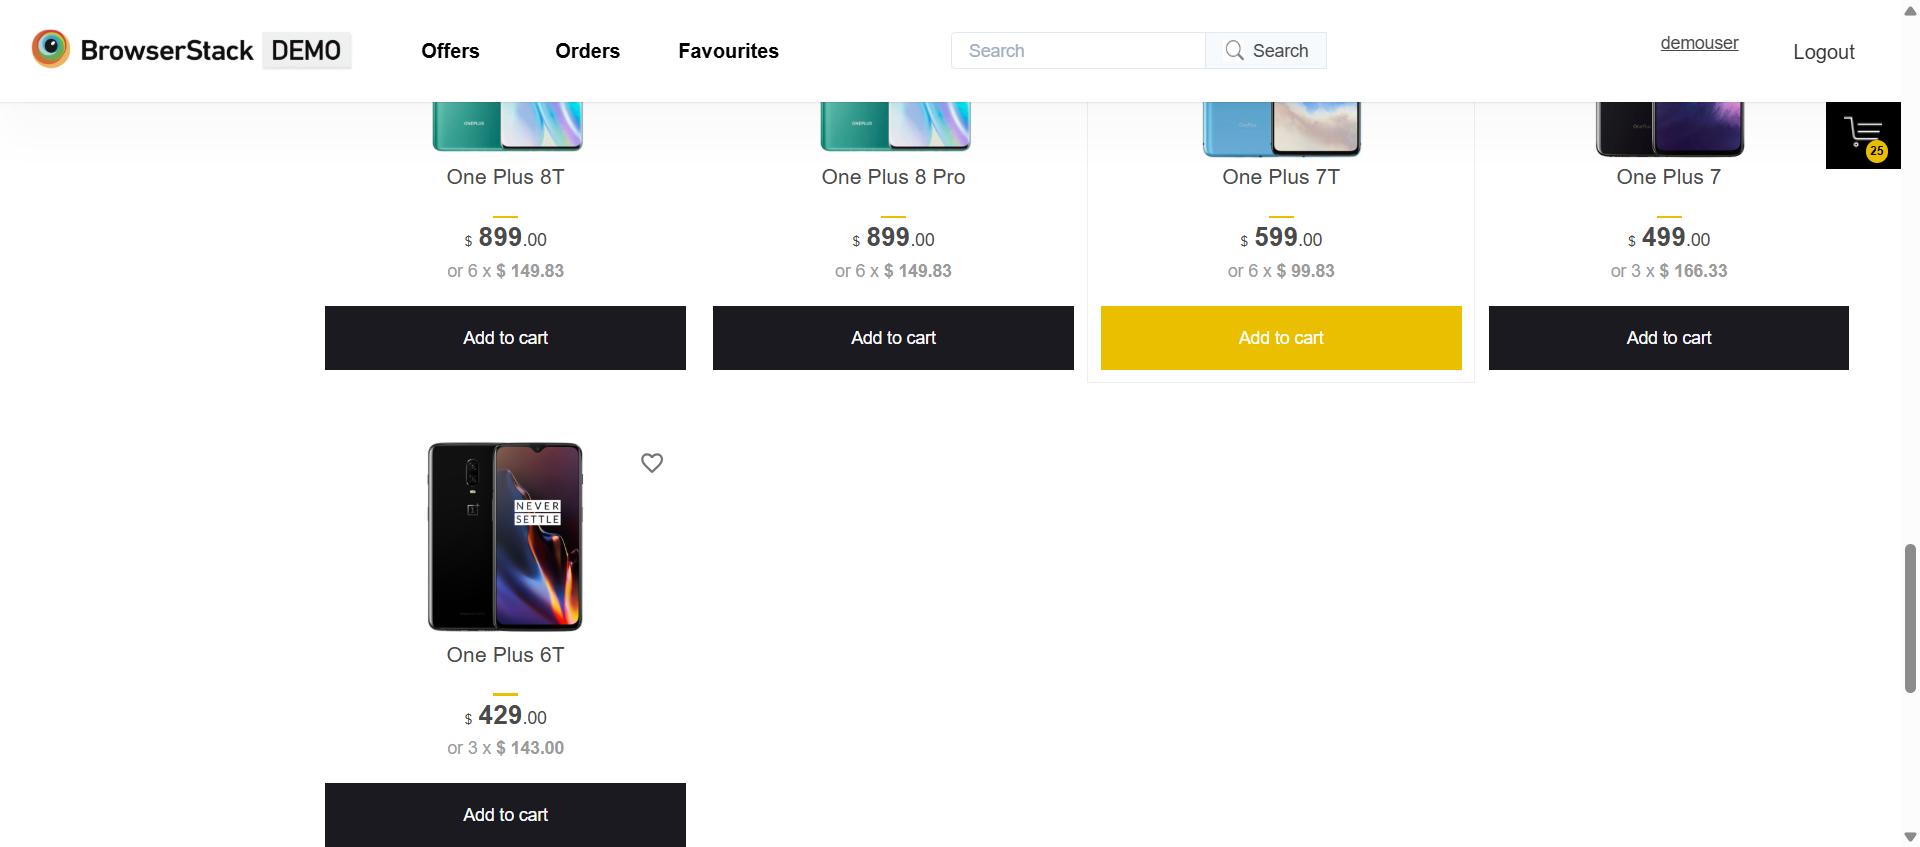 BrowserStack DEMO
Offers
Orders
Favourites
Search
Search
demouser
Logout
25
ONEPLUS
ONEPLUS
OnePlus
One Plus 8T
One Plus 8 Pro
One Plus 7T
One Plus 7
$ 899.00
$ 899.00
$ 599.00
$ 499.00
or 6 x $ 149.83
or 6 x $ 149.83
or 6 x $ 99.83
or 3 x $ 166.33
Add to cart
Add to cart
Add to cart
Add to cart
NEVER
SETTLE
One Plus 6T
$ 429.00
or 3 x $ 143.00
Add to cart